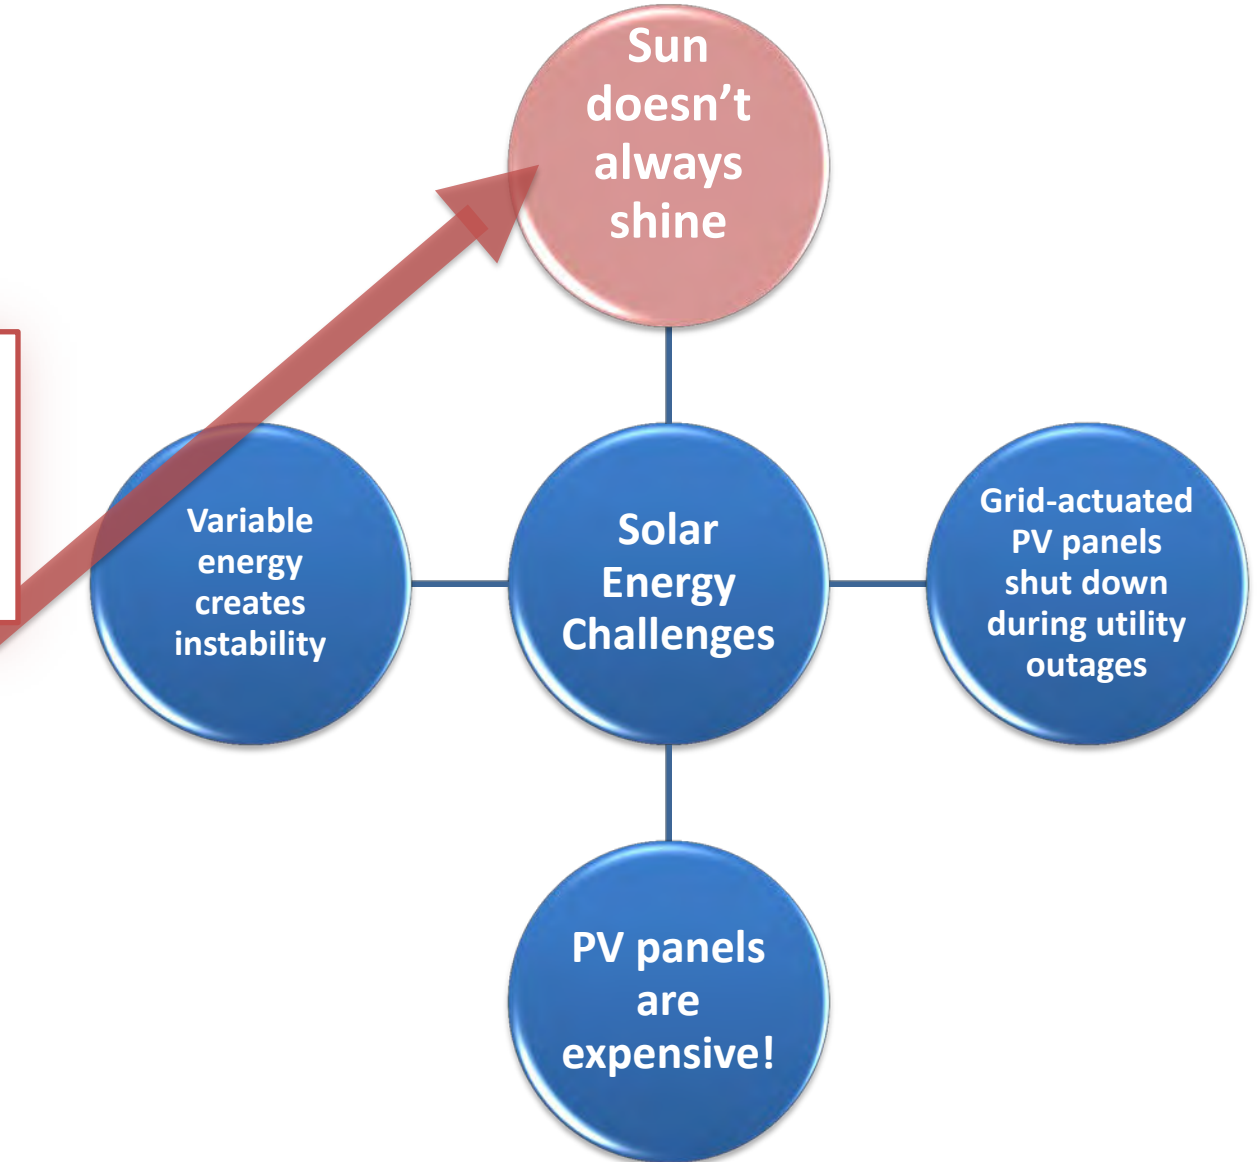 Sun
doesn’t
always
shine
Variable
energy
creates
instability
Solar
Energy
Challenges
Grid-actuated
PV panels
shut down
during utility
outages
PV panels
are
expensive!